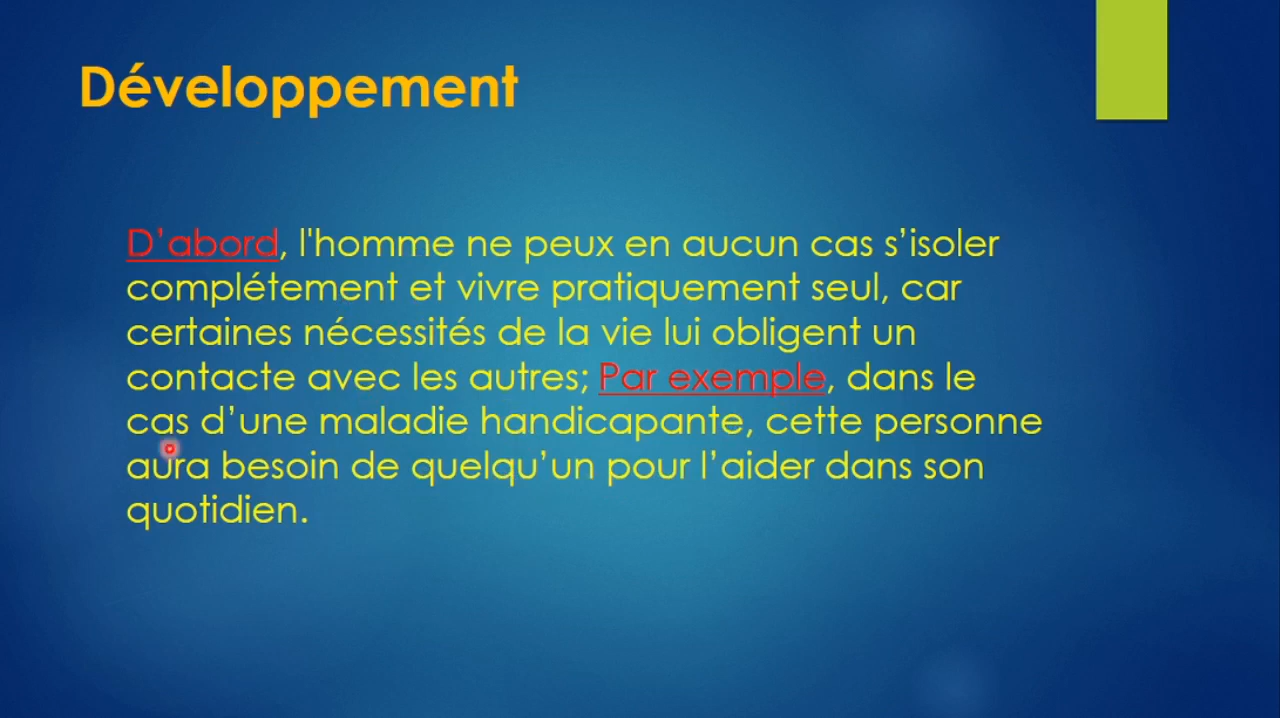 Développement
D’abord, l'homme ne peux en aucun cas s’isoler
complétement et vivre pratiquement seul, car
certaines nécessités de la vie lui obligent un
contacte avec les autres; Par exemple, dans le
cas d’une maladie handicapante, cette personne
aura besoin de quelqu’un pour l’aider dans son
quotidien.